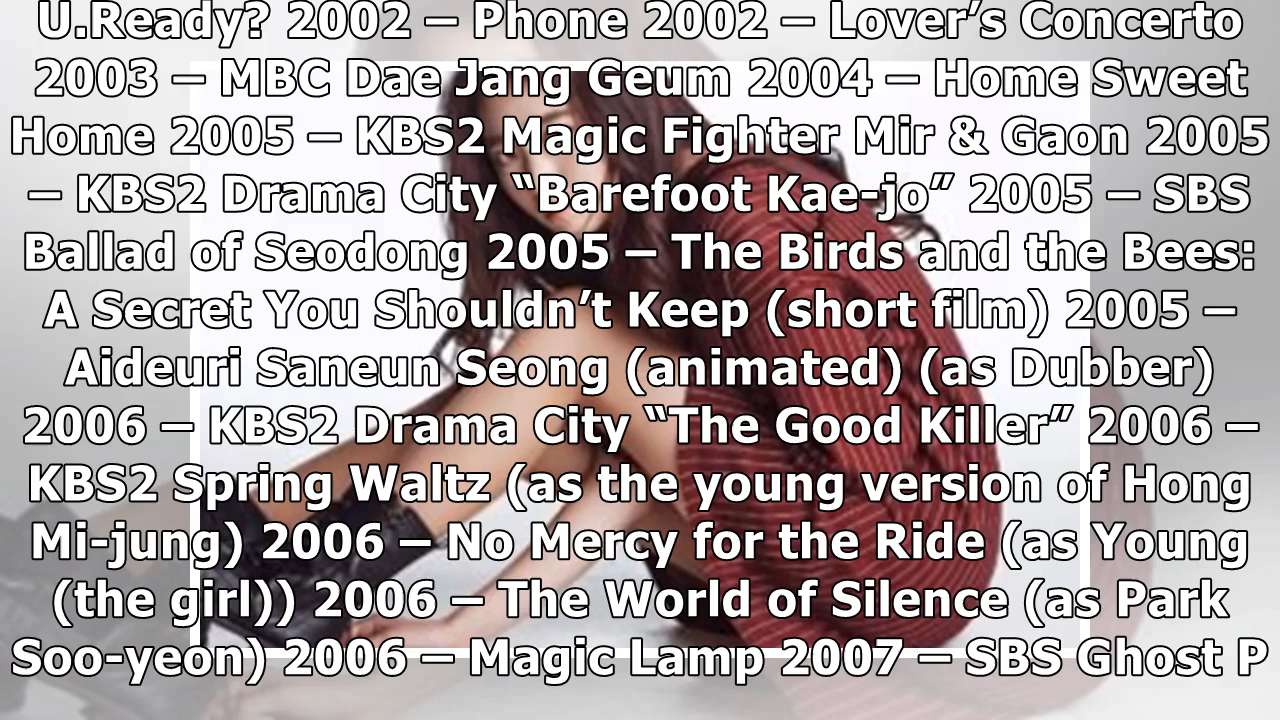 U.Ready? 2002 – Phone 2002 – Lover’s Concerto
2003 – MBC Dae Jang Geum 2004 – Home Sweet
Home 2005 – KBS2 Magic Fighter Mir & Gaon 2005
– KBS2 Drama City “Barefoot Kae-jo” 2005 – SBS
Ballad of Seodong 2005 – The Birds and the Bees:
A Secret You Shouldn’t Keep (short film) 2005 –
Aideuri Saneun Seong (animated) (as Dubber)
2006 – KBS2 Drama City “The Good Killer” 2006 –
KBS2 Spring Waltz (as the young version of Hong
Mi-jung) 2006 – No Mercy for the Ride (as Young
(the girl)) 2006 – The World of Silence (as Park
Soo-yeon) 2006 – Magic Lamp 2007 – SBS Ghost P